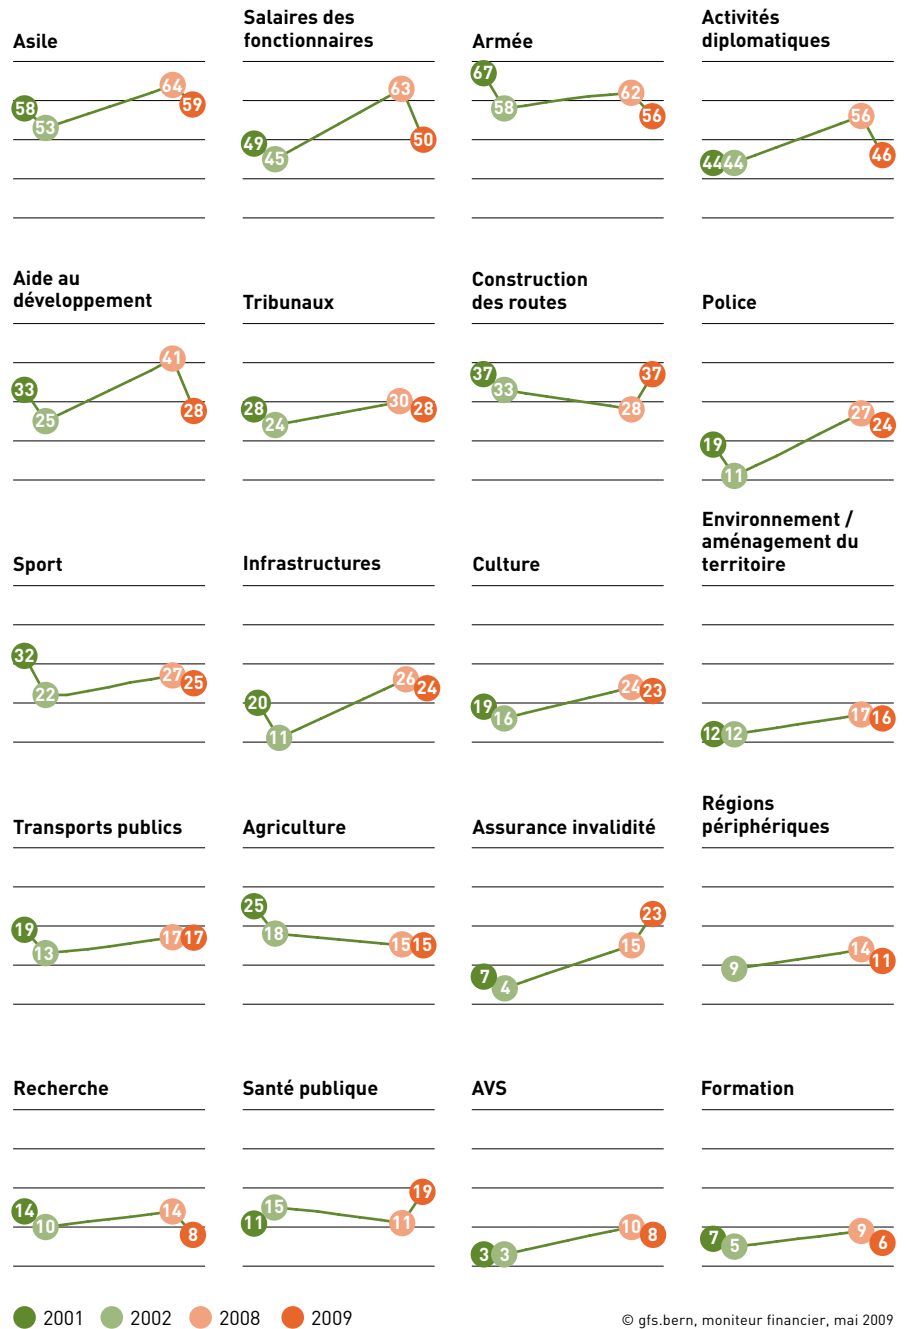 Asile
58
53
64
59
Salaires des
fonctionnaires
49
45
63
50
Armée
67
58
62
56
Activités
diplomatiques
44
44
56
46
Aide au
développement
33
25
41
28
Tribunaux
28
24
30
28
Construction
des routes
37
33
28
37
Police
19
11
27
24
Sport
32
22
27
25
Infrastructures
20
11
26
24
Culture
19
16
24
23
Environnement /
aménagement du
territoire
12
12
17
16
Transports publics
19
13
17
17
Agriculture
25
18
15
15
Assurance invalidité
7
4
15
23
Régions
périphériques
9
14
11
Recherche
14
10
14
8
Santé publique
11
15
11
19
AVS
3
3
10
8
Formation
7
5
9
6
2001 2002 2008 2009
© gfs.bern, moniteur financier, mai 2009